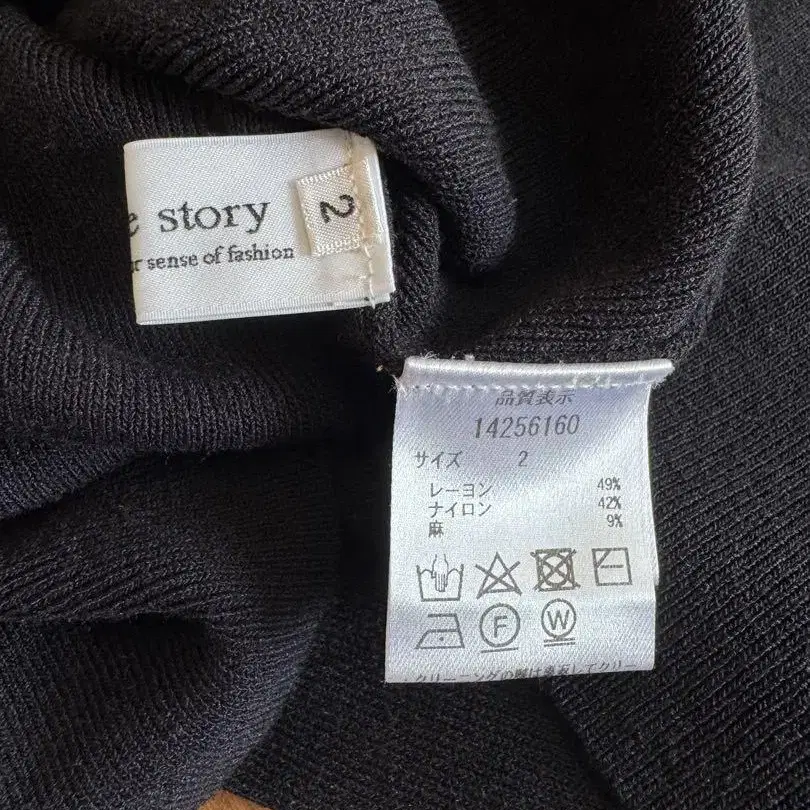 story
2
sense of fashion
品質表示
14256160
サイズ 2
レーヨン 49%
ナイロン 42%
麻 9%
F W